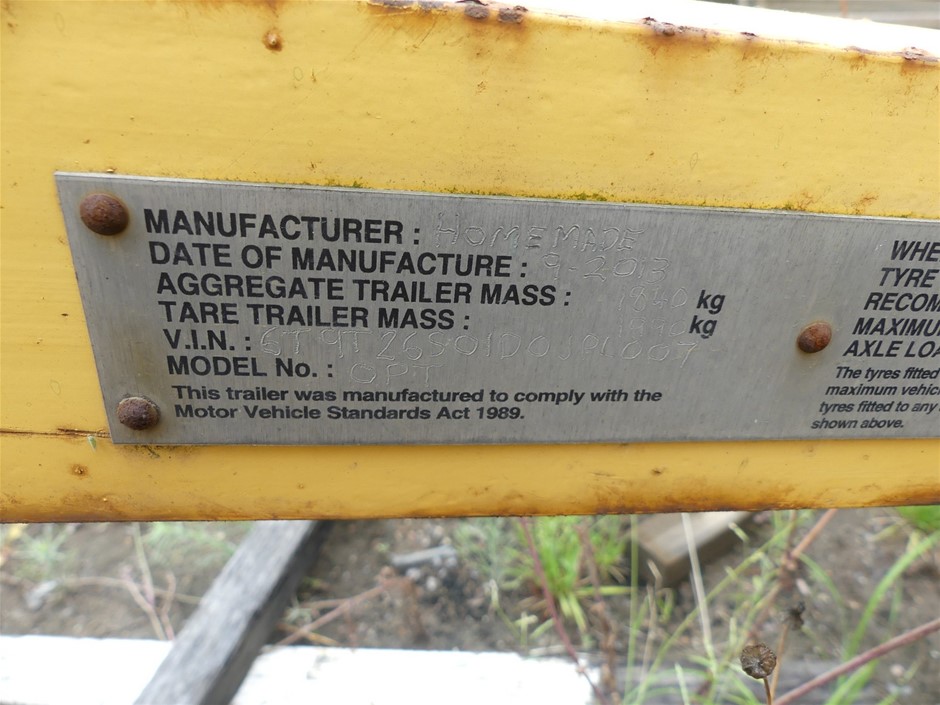 MANUFACTURER : HOMEMADE
DATE OF MANUFACTURE : 9-2013
AGGREGATE TRAILER MASS : kg
TARE TRAILER MASS : kg
V.I.N. :
MODEL No. : OPT
This trailer was manufactured to comply with the
Motor Vehicle Standards Act 1989.
WHE
TYRE
RECOM
MAXIMU
AXLE LOA
The tyres fitted
maximum vehic
tyres fitted to any
shown above.